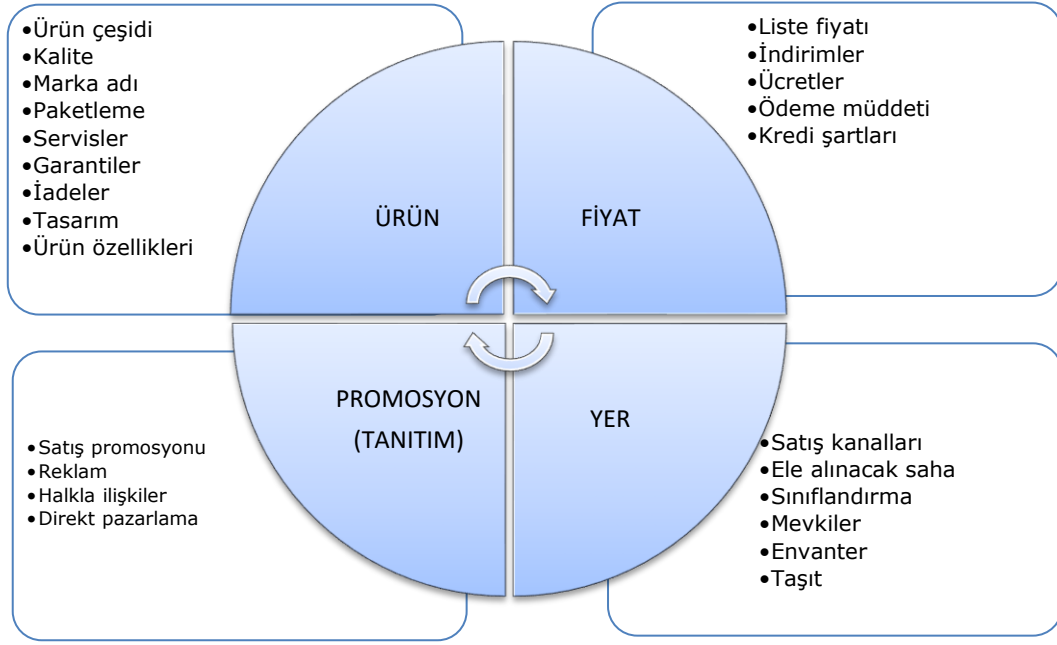 •Ürün çeşidi
•Kalite
•Marka adı
•Paketleme
•Servisler
•Garantiler
•İadeler
•Tasarım
•Ürün özellikleri
•Liste fiyatı
•İndirimler
•Ücretler
•Ödeme müddeti
•Kredi şartları
ÜRÜN
FİYAT
PROMOSYON
(TANITIM)
YER
•Satış promosyonu
•Reklam
•Halkla ilişkiler
•Direkt pazarlama
•Satış kanalları
•Ele alınacak saha
•Sınıflandırma
•Mevkiler
•Envanter
•Taşıt